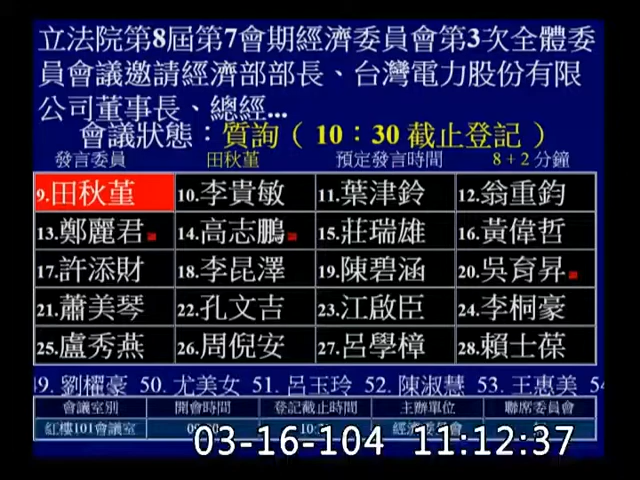 立法院第8屆第7會期經濟委員會第3次全體委
員會議邀請經濟部部長、台灣電力股份有限
公司董事長、總經...
會議狀態：質詢（10：30截止登記）
發言委員 田秋堇 預定發言時間 8+2分鐘
9.田秋堇 10.李貴敏 11.葉津鈴 12.翁重鈞
13.鄭麗君 14.高志鵬 15.莊瑞雄 16.黃偉哲
17.許添財 18.李昆澤 19.陳碧涵 20.吳育昇
21.蕭美琴 22.孔文吉 23.江啟臣 24.李桐豪
25.盧秀燕 26.周倪安 27.呂學樟 28.賴士葆
49. 劉櫂豪 50. 尤美女 51. 呂玉玲 52. 陳淑慧 53. 王惠美 54
會議室別 開會時間 登記截止時間 主辦單位 聯席委員會
紅樓101會議室
03-16-104 11:12:37